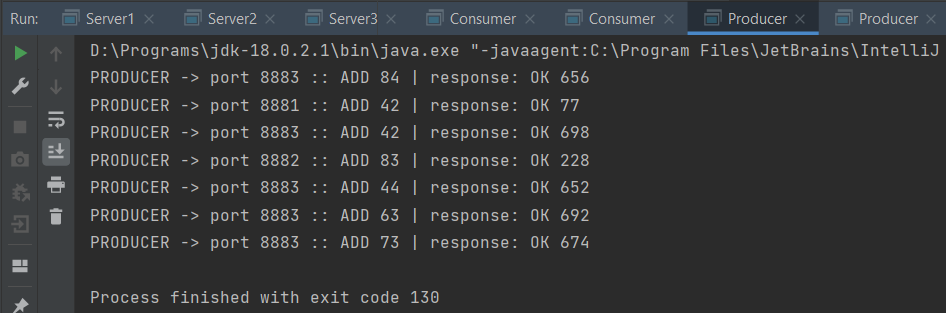 Run: Server1 Server2 Server3 Consumer Consumer Producer Producer
D:\Programs\jdk-18.0.2.1\bin\java.exe "-javaagent:C:\Program Files\JetBrains\IntelliJ
PRODUCER -> port 8883 :: ADD 84 | response: OK 656
PRODUCER -> port 8881 :: ADD 42 | response: OK 77
PRODUCER -> port 8883 :: ADD 42 | response: OK 698
PRODUCER -> port 8882 :: ADD 83 | response: OK 228
PRODUCER -> port 8883 :: ADD 44 | response: OK 652
PRODUCER -> port 8883 :: ADD 63 | response: OK 692
PRODUCER -> port 8883 :: ADD 73 | response: OK 674
Process finished with exit code 130